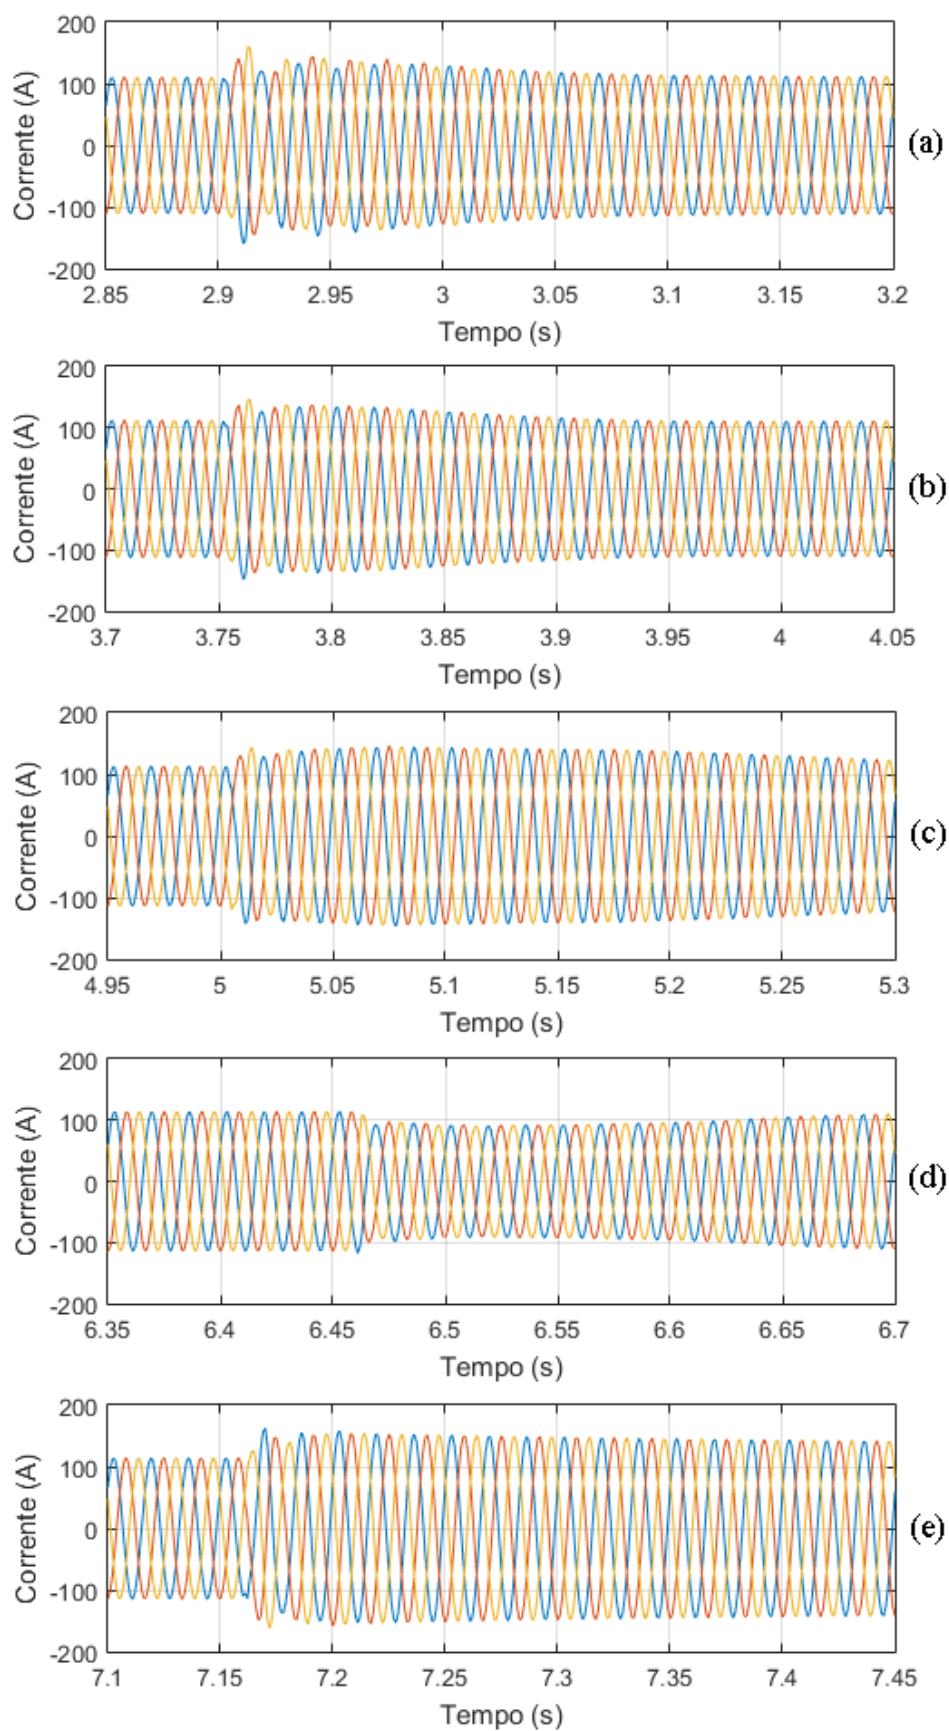 200
100
0
-100
-200
Corrente (A)
2.85 2.9 2.95 3 3.05 3.1 3.15 3.2
Tempo (s)
(a)
200
100
0
-100
-200
Corrente (A)
3.7 3.75 3.8 3.85 3.9 3.95 4 4.05
Tempo (s)
(b)
200
100
0
-100
-200
Corrente (A)
4.95 5 5.05 5.1 5.15 5.2 5.25 5.3
Tempo (s)
(c)
200
100
0
-100
-200
Corrente (A)
6.35 6.4 6.45 6.5 6.55 6.6 6.65 6.7
Tempo (s)
(d)
200
100
0
-100
-200
Corrente (A)
7.1 7.15 7.2 7.25 7.3 7.35 7.4 7.45
Tempo (s)
(e)